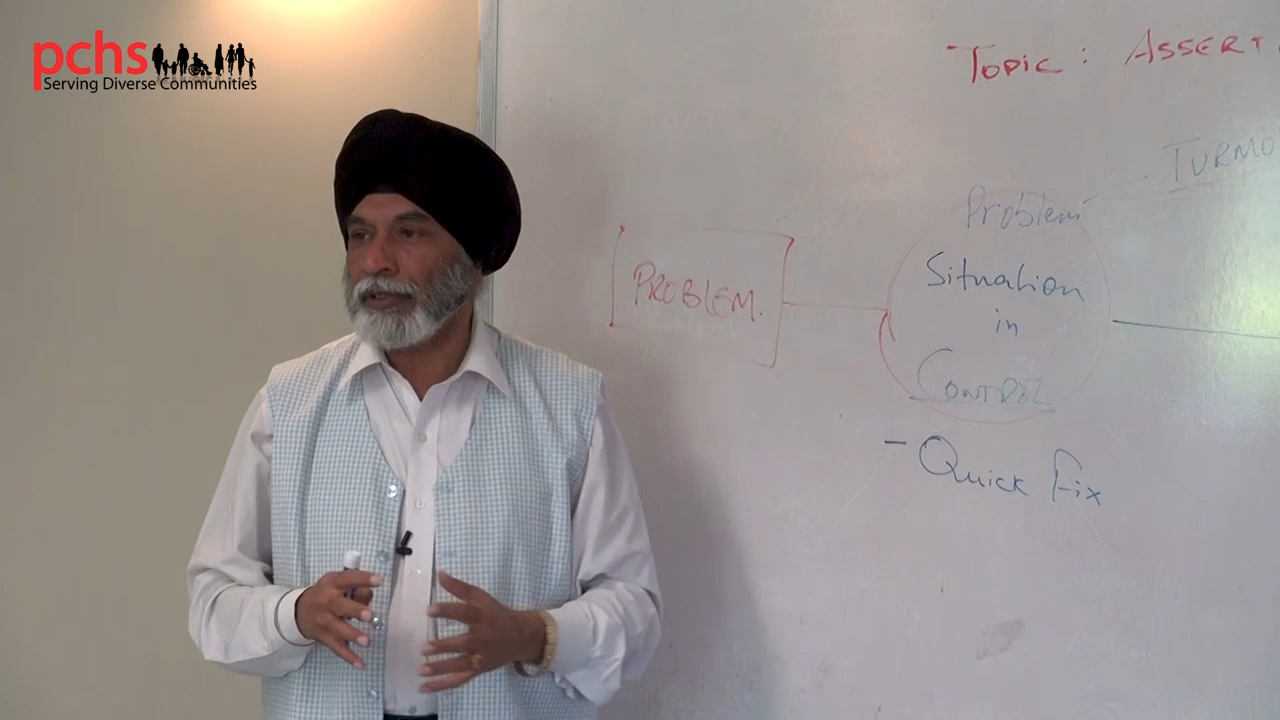 pchs
Serving Diverse Communities
TOPIC : ASSERT
TURMO
PROBLEM.
Problem
Situation
in
CONTROL
- Quick Fix